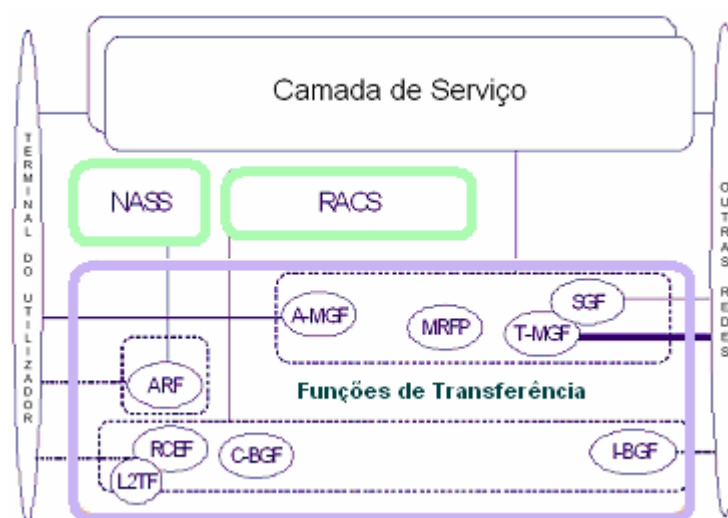 Camada de Serviço
TERMINAL DO UTILIZADOR
OUTRAS REDES
NASS
RACS
A-MGF
MRFP
SGF
T-MGF
ARF
Funções de Transferência
RCEF
L2TF
C-BGF
I-BGF